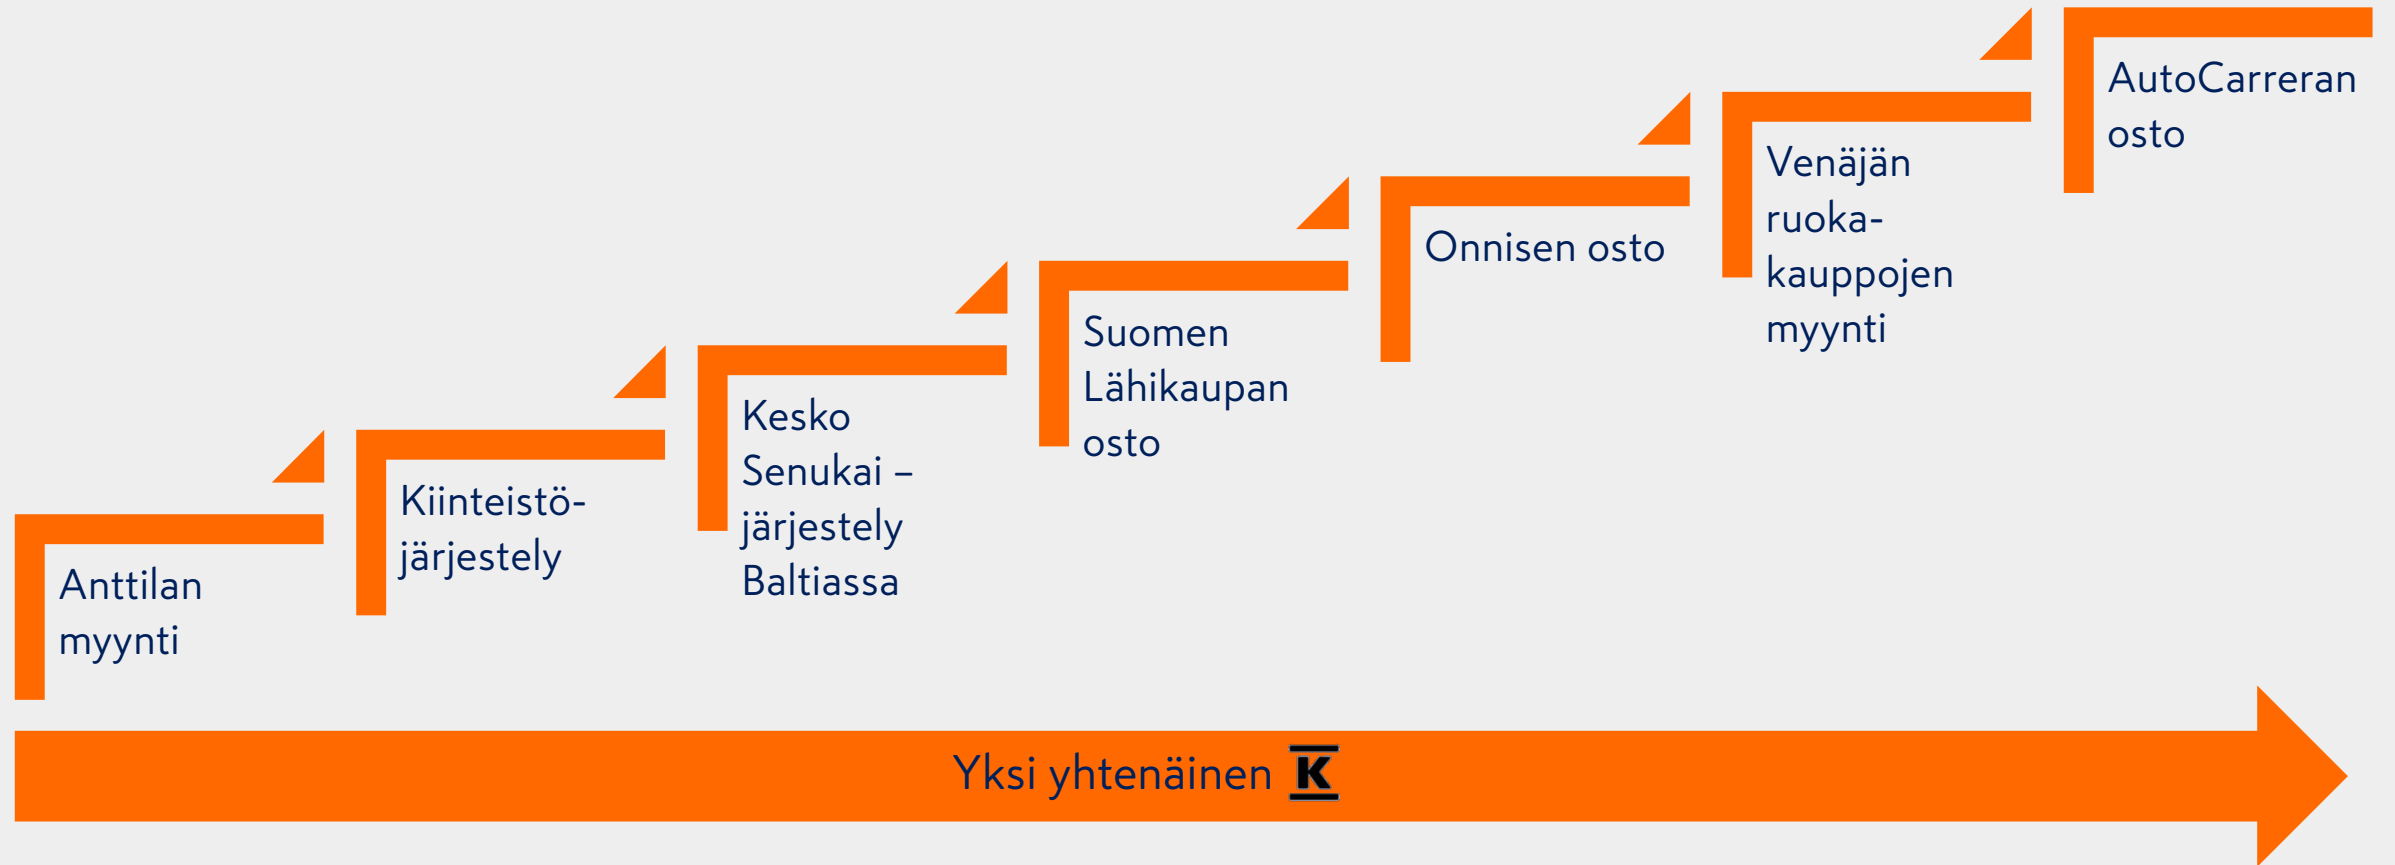 Anttilan
myynti
Kiinteistö-
järjestely
Kesko
Senukai –
järjestely
Baltiassa
Suomen
Lähikaupan
osto
Onnisen osto
Venäjän
ruoka-
kauppojen
myynti
AutoCarreran
osto
Yksi yhtenäinen K